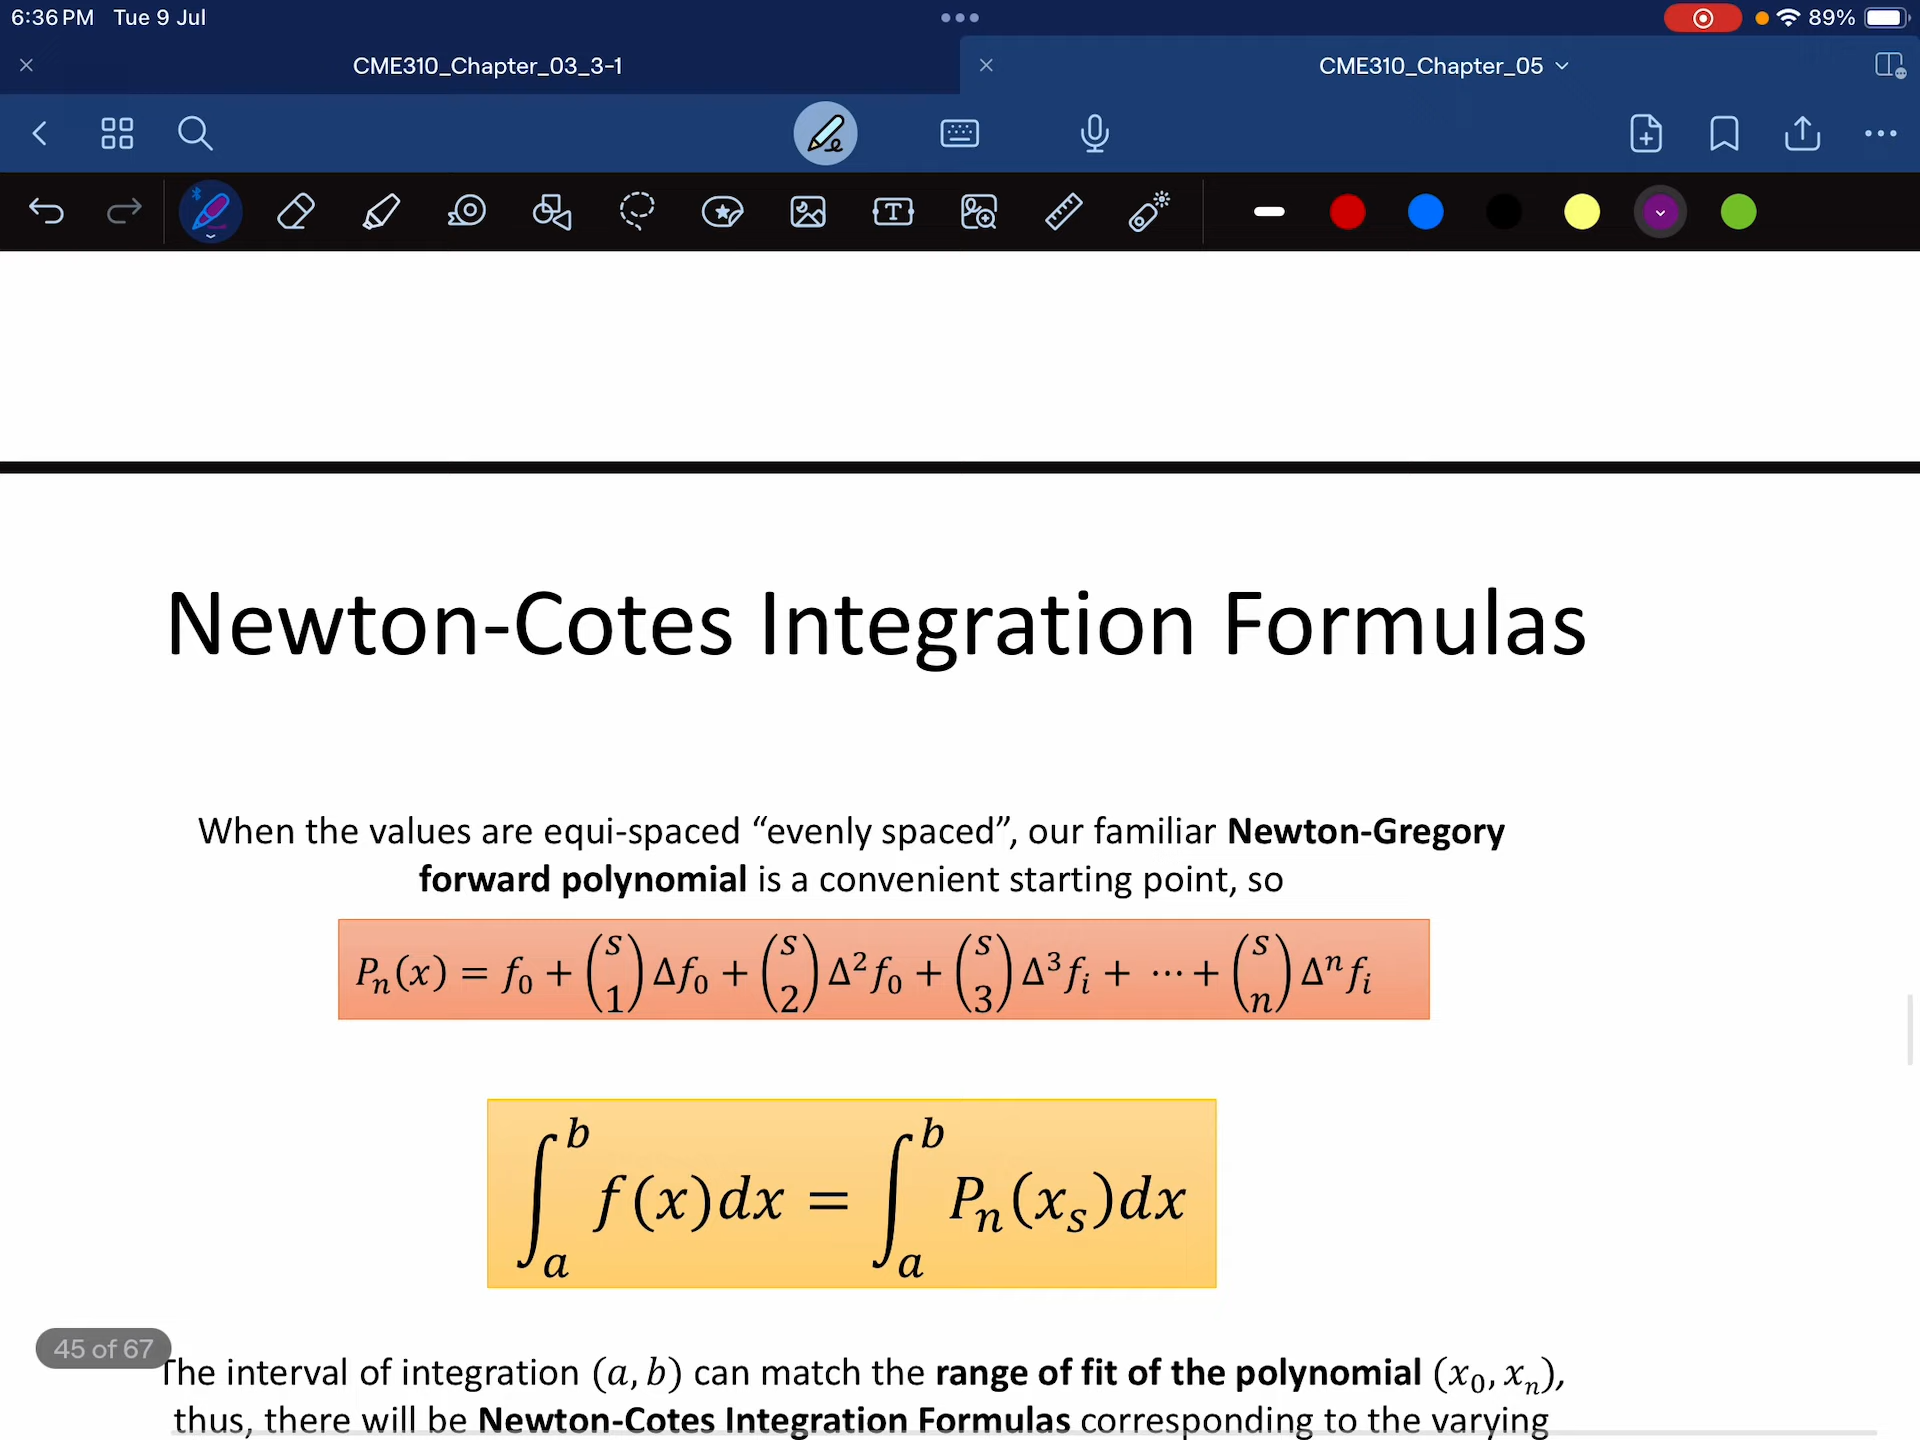 6:36 PM Tue 9 Jul
89%
CME310_Chapter_03_3-1
CME310_Chapter_05
Newton-Cotes Integration Formulas
When the values are equi-spaced “evenly spaced”, our familiar Newton-Gregory
forward polynomial is a convenient starting point, so
Pₙ(x) = f₀ + (s 1) Δf₀ + (s 2) Δ²f₀ + (s 3) Δ³fᵢ + ⋯ + (s n) Δⁿfᵢ
∫ₐᵇ f(x)dx = ∫ₐᵇ Pₙ(xₛ)dx
45 of 67
The interval of integration (a, b) can match the range of fit of the polynomial (x₀, xₙ),
thus, there will be Newton-Cotes Integration Formulas corresponding to the varying